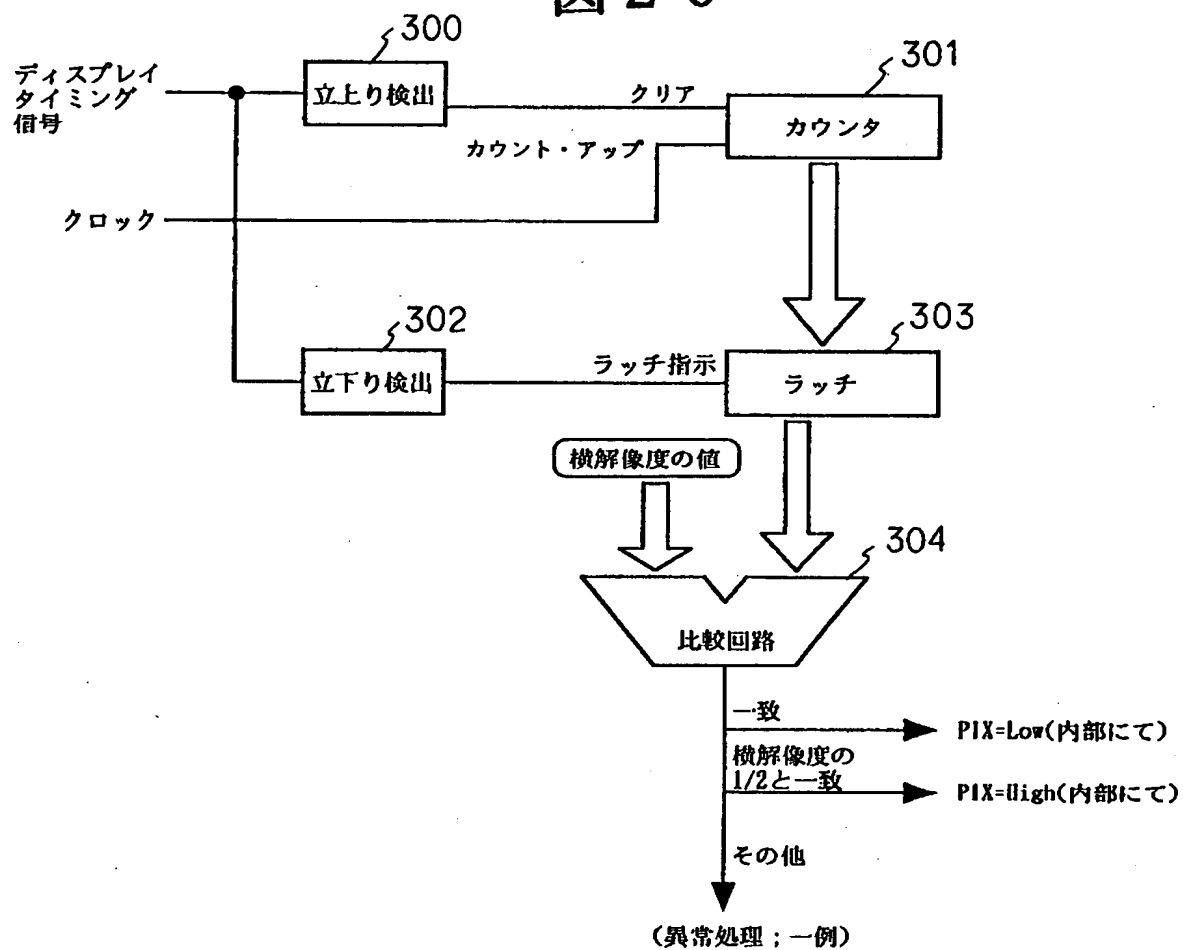 300
301
ディスプレイ
タイミング
信号
立上り検出
クリア
カウンタ
カウント・アップ
クロック
302
303
立下り検出
ラッチ指示
ラッチ
横解像度の値
304
比較回路
一致
PIX=Low(内部にて)
横解像度の
1/2と一致
PIX=High(内部にて)
その他
(異常処理;一例)